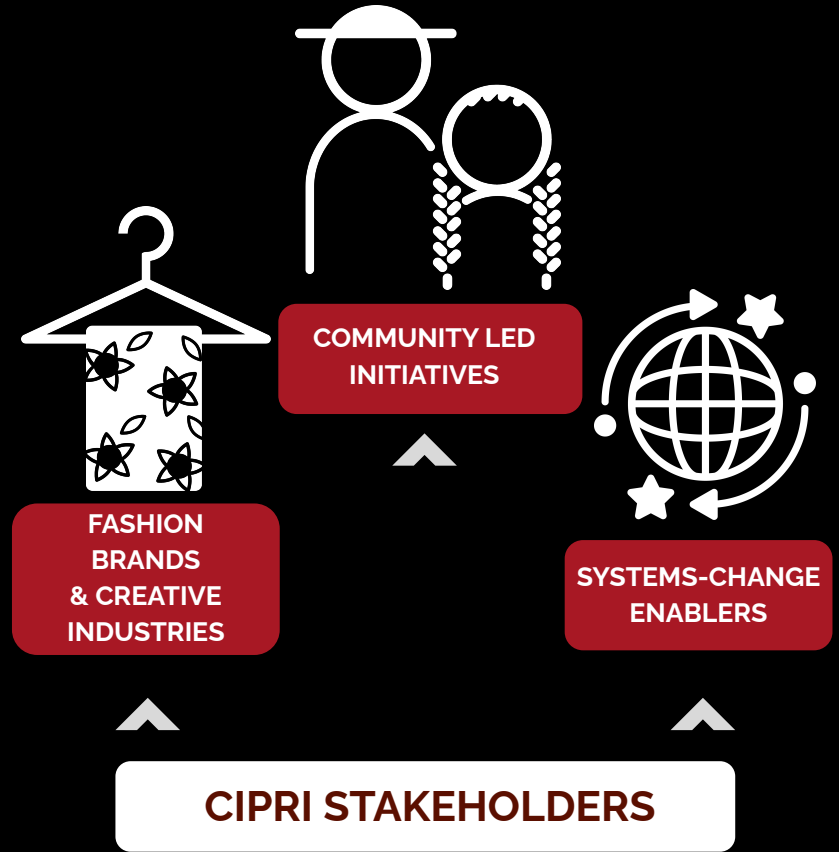 COMMUNITY LED
INITIATIVES
FASHION
BRANDS
& CREATIVE
INDUSTRIES
SYSTEMS-CHANGE
ENABLERS
CIPRI STAKEHOLDERS